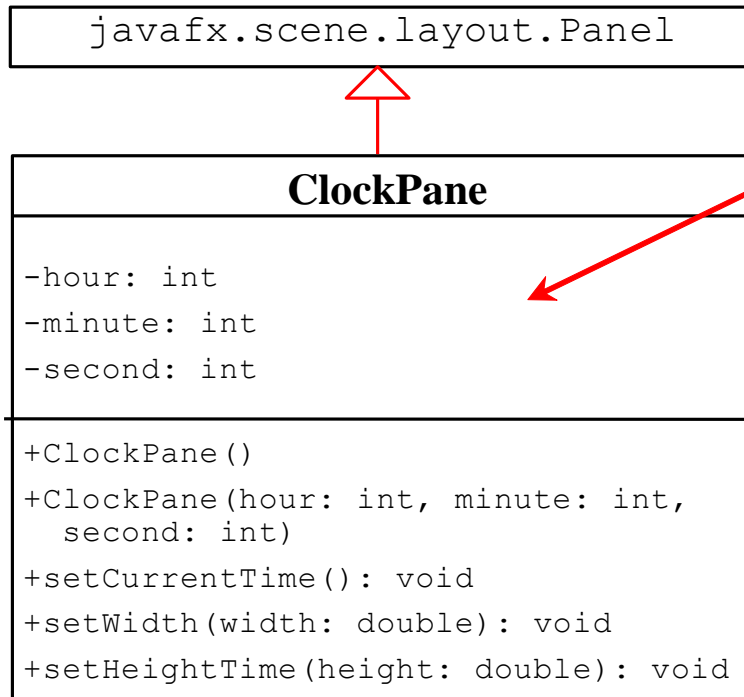 javafx.scene.layout.Panel
ClockPane
-hour: int
-minute: int
-second: int
+ClockPane()
+ClockPane(hour: int, minute: int,
second: int)
+setCurrentTime(): void
+setWidth(width: double): void
+setHeightTime(height: double): void